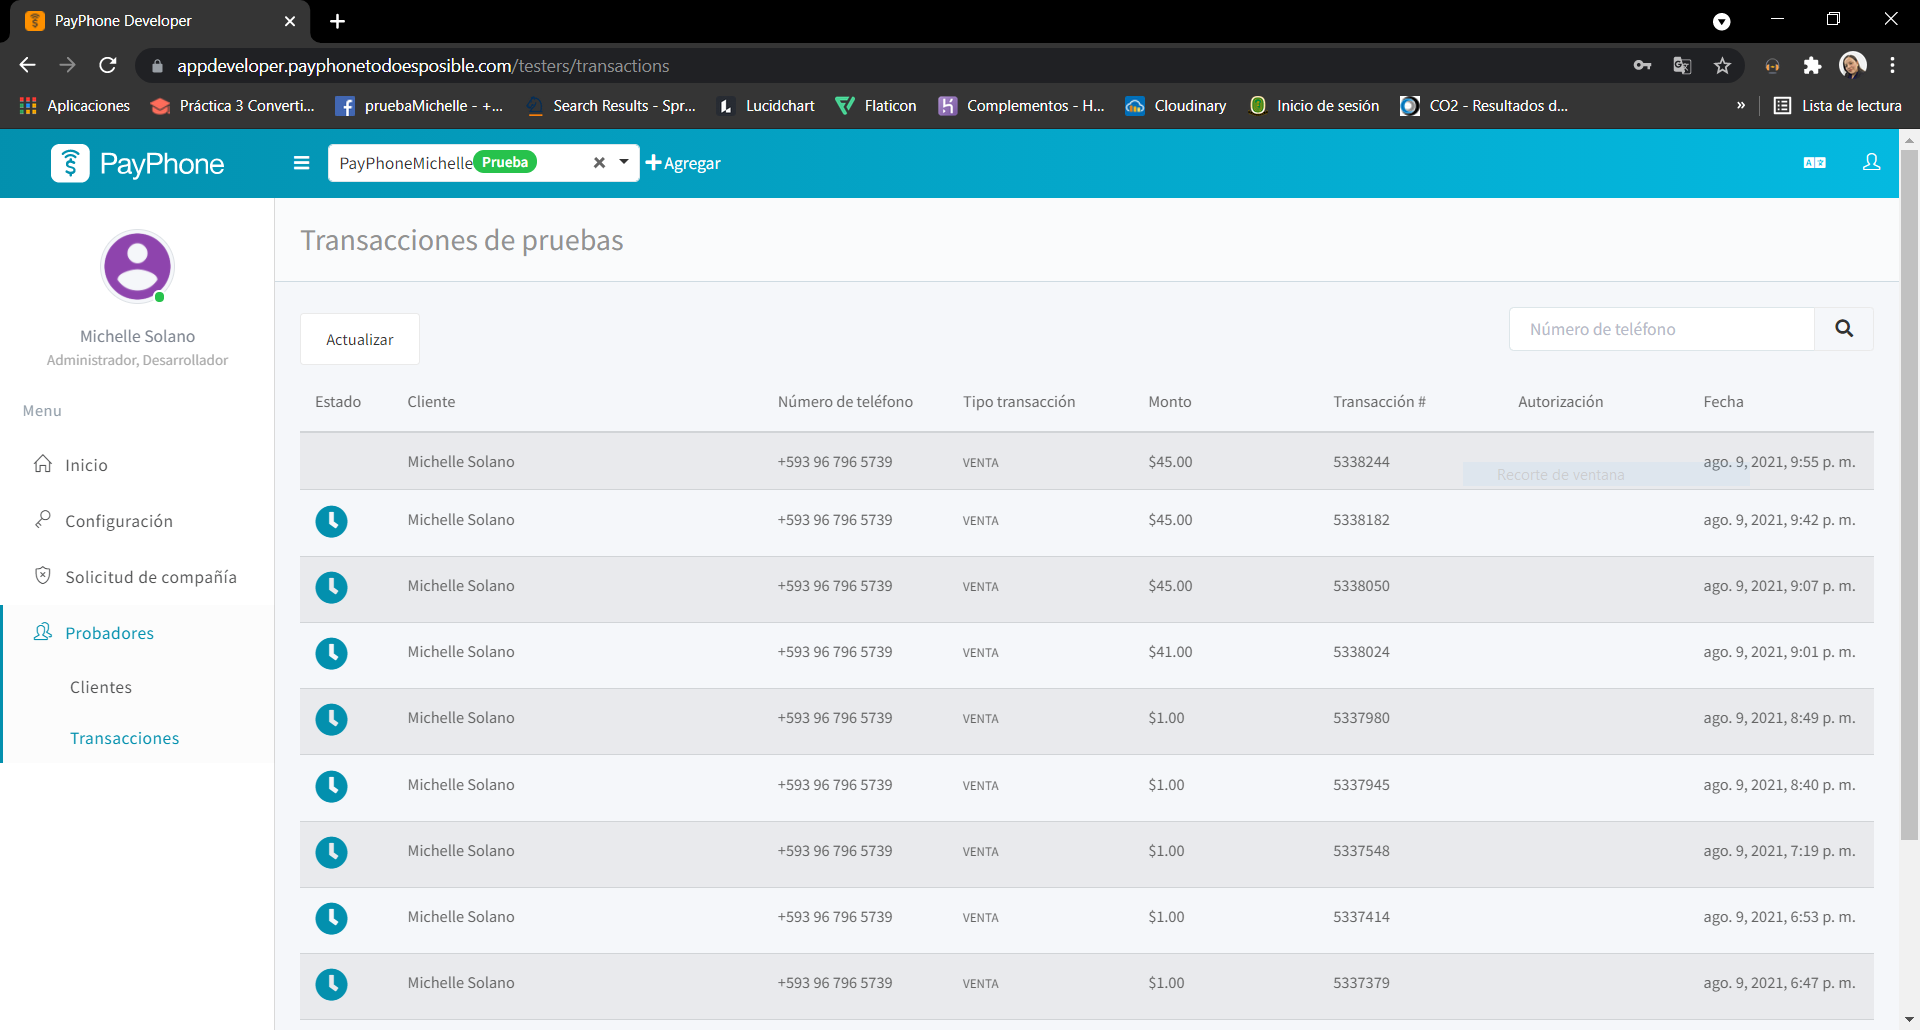 PayPhone Developer
appdeveloper.payphonetodoesposible.com/testers/transactions
Aplicaciones Práctica 3 Converti... pruebaMichelle - +... Search Results - Spr... Lucidchart Flaticon Complementos - H... Cloudinary Inicio de sesión CO2 - Resultados d... » Lista de lectura
PayPhone PayPhoneMichelle Prueba Agregar
Transacciones de pruebas
Michelle Solano
Administrador, Desarrollador
Menu
Inicio
Configuración
Solicitud de compañía
Probadores
Clientes
Transacciones
Actualizar Número de teléfono
Estado Cliente Número de teléfono Tipo transacción Monto Transacción # Autorización Fecha
Michelle Solano +593 96 796 5739 VENTA $45.00 5338244 ago. 9, 2021, 9:55 p. m.
Recorte de ventana
Michelle Solano +593 96 796 5739 VENTA $45.00 5338182 ago. 9, 2021, 9:42 p. m.
Michelle Solano +593 96 796 5739 VENTA $45.00 5338050 ago. 9, 2021, 9:07 p. m.
Michelle Solano +593 96 796 5739 VENTA $41.00 5338024 ago. 9, 2021, 9:01 p. m.
Michelle Solano +593 96 796 5739 VENTA $1.00 5337980 ago. 9, 2021, 8:49 p. m.
Michelle Solano +593 96 796 5739 VENTA $1.00 5337945 ago. 9, 2021, 8:40 p. m.
Michelle Solano +593 96 796 5739 VENTA $1.00 5337548 ago. 9, 2021, 7:19 p. m.
Michelle Solano +593 96 796 5739 VENTA $1.00 5337414 ago. 9, 2021, 6:53 p. m.
Michelle Solano +593 96 796 5739 VENTA $1.00 5337379 ago. 9, 2021, 6:47 p. m.